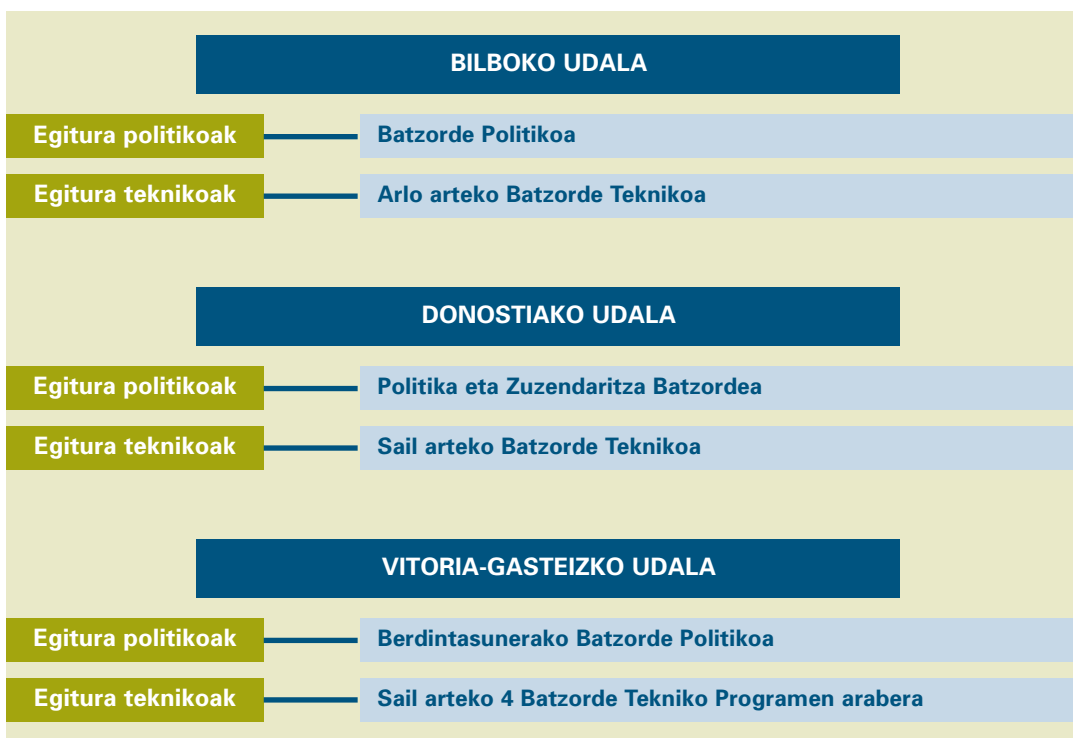 BILBOKO UDALA
Egitura politikoak Batzorde Politikoa
Egitura teknikoak Arlo arteko Batzorde Teknikoa
DONOSTIAKO UDALA
Egitura politikoak Politika eta Zuzendaritza Batzordea
Egitura teknikoak Sail arteko Batzorde Teknikoa
VITORIA-GASTEIZKO UDALA
Egitura politikoak Berdintasunerako Batzorde Politikoa
Egitura teknikoak Sail arteko 4 Batzorde Tekniko Programen arabera